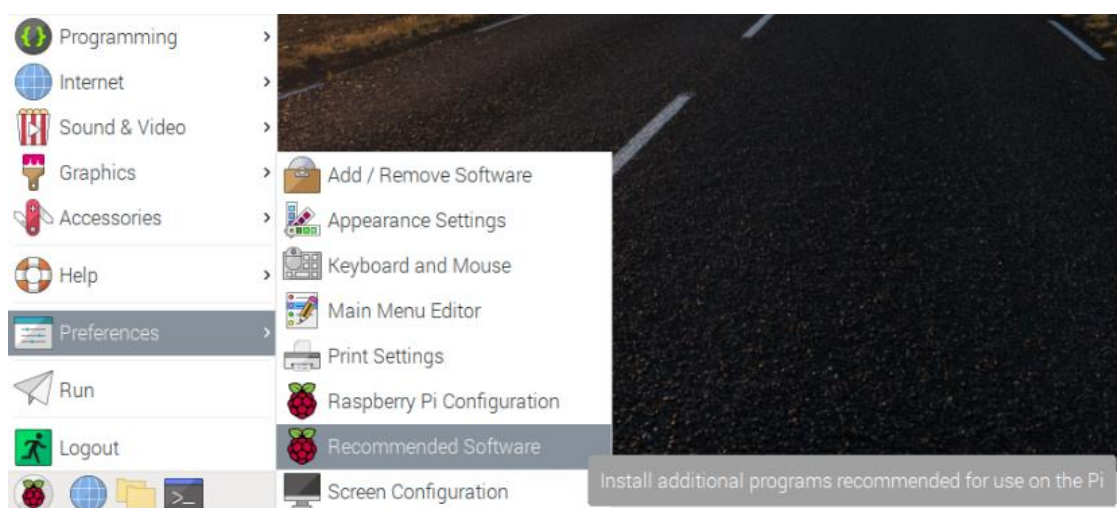 Programming
Internet
Sound & Video
Graphics
Accessories
Help
Preferences
Run
Logout
Add / Remove Software
Appearance Settings
Keyboard and Mouse
Main Menu Editor
Print Settings
Raspberry Pi Configuration
Recommended Software
Screen Configuration
Install additional programs recommended for use on the Pi